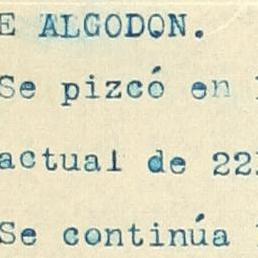 E ALGODON.
Se pizcó en
actual de 22
Se continúa